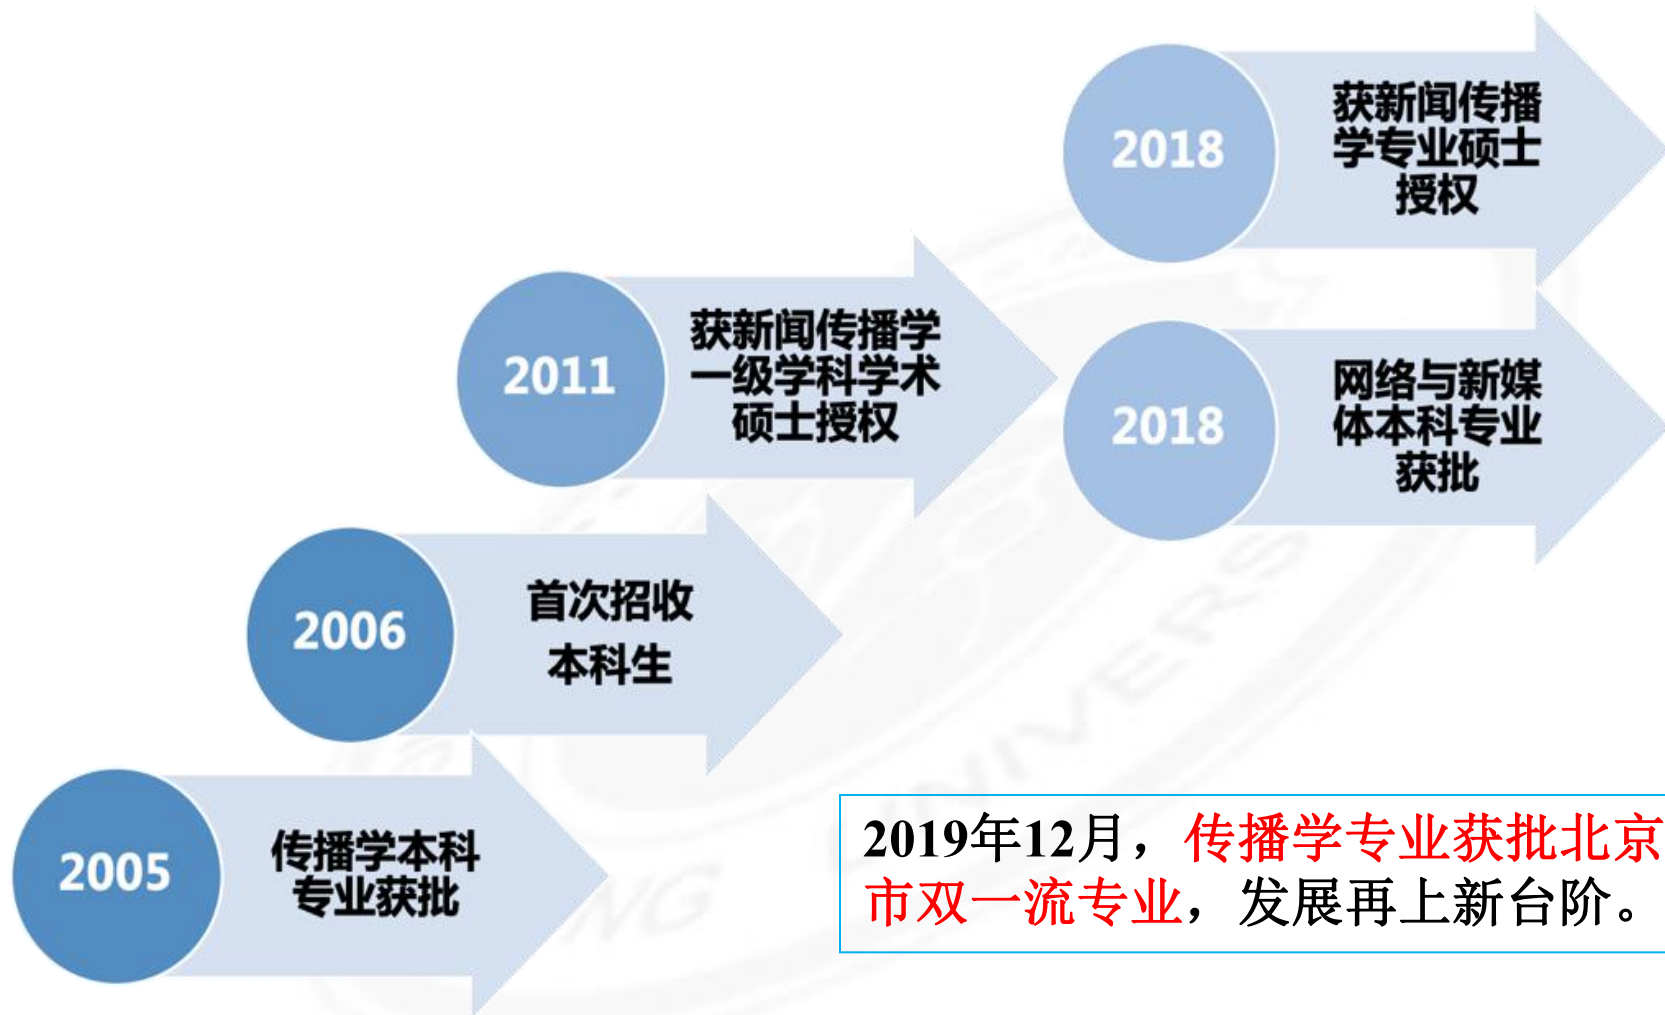 2018
获新闻传播
学专业硕士
授权
2011
获新闻传播学
一级学科学术
硕士授权
2018
网络与新媒
体本科专业
获批
2006
首次招收
本科生
2005
传播学本科
专业获批
2019年12月，传播学专业获批北京
市双一流专业，发展再上新台阶。